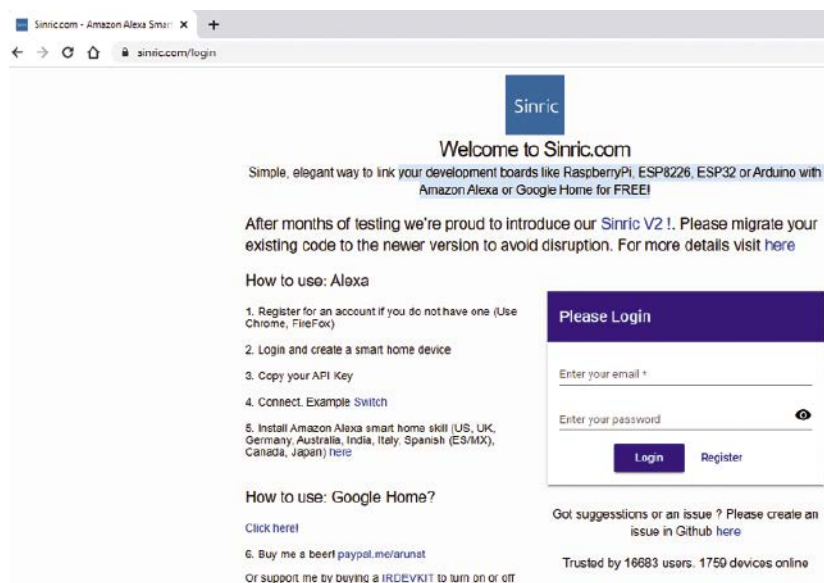 Sinric.com - Amazon Alexa Smar
sinric.com/login
Sinric
Welcome to Sinric.com
Simple, elegant way to link your development boards like RaspberryPi, ESP8226, ESP32 or Arduino with
Amazon Alexa or Google Home for FREE!
After months of testing we're proud to introduce our Sinric V2 !. Please migrate your
existing code to the newer version to avoid disruption. For more details visit here
How to use: Alexa
1. Register for an account if you do not have one (Use
Chrome, FireFox)
2. Login and create a smart home device
3. Copy your API Key
4. Connect. Example Switch
5. Install Amazon Alexa smart home skill (US, UK,
Germany, Australia, India, Italy, Spanish (ES/MX),
Canada, Japan) here
How to use: Google Home?
Click here!
6. Buy me a beer! paypal.me/arunat
Or support me by buying a IRDEVKIT to turn on or off
Please Login
Enter your email *
Enter your password
Login Register
Got suggesstions or an issue ? Please create an
issue in Github here
Trusted by 16683 users. 1759 devices online